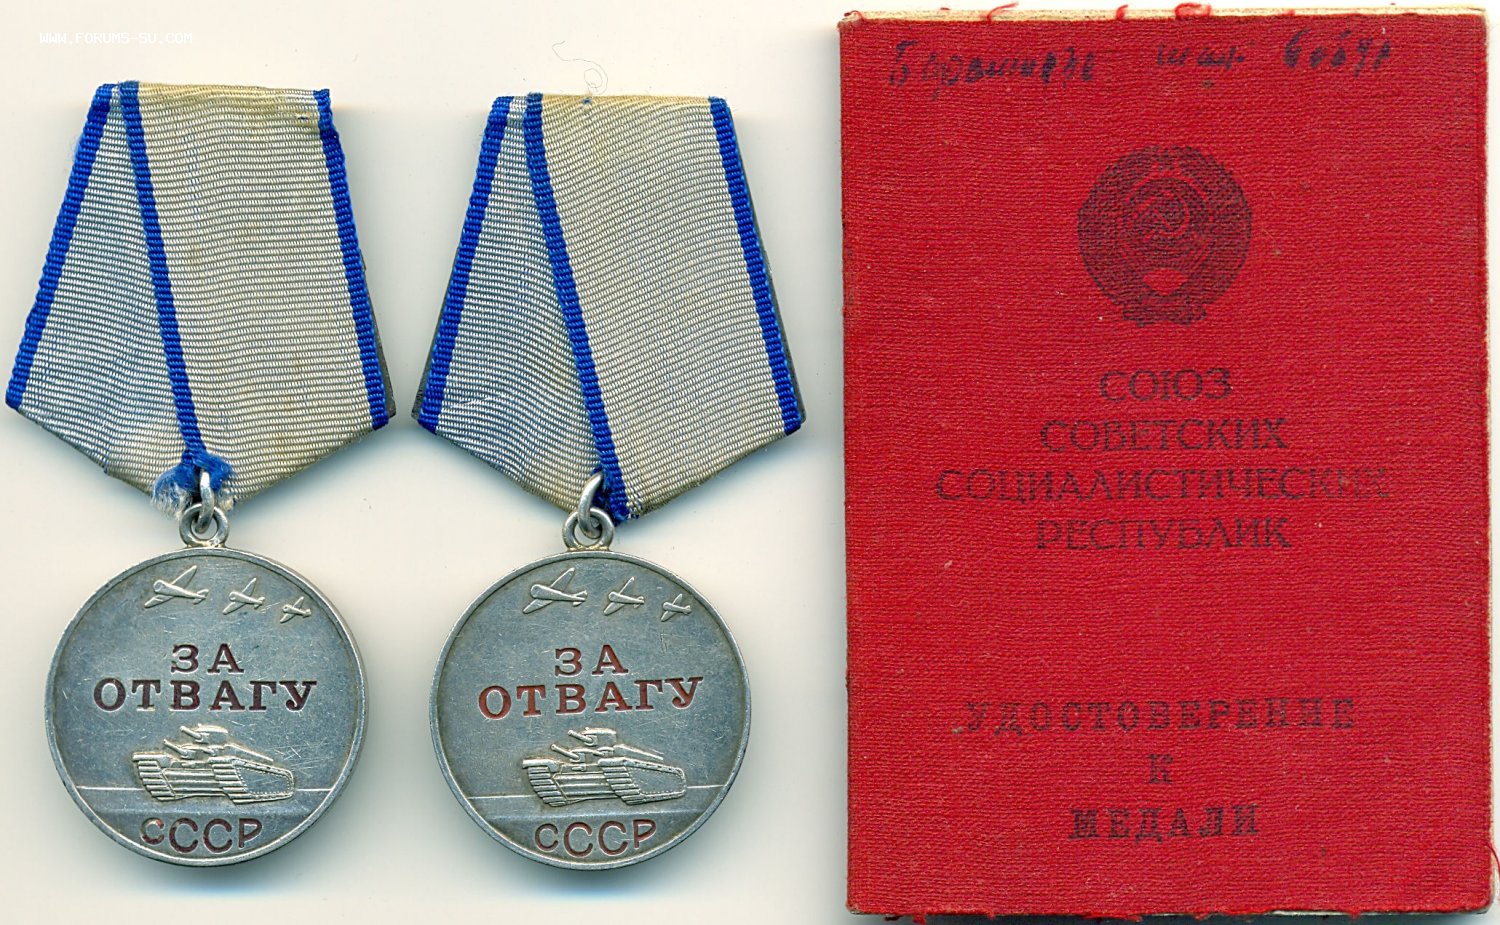 WWW.FORUMS-SU.COM
ЗА
ОТВАГУ
СССР
ЗА
ОТВАГУ
СССР
СОЮЗ
СОВЕТСКИХ
СОЦИАЛИСТИЧЕСКИХ
РЕСПУБЛИК
УДОСТОВЕРЕНИЕ
К
МЕДАЛИ